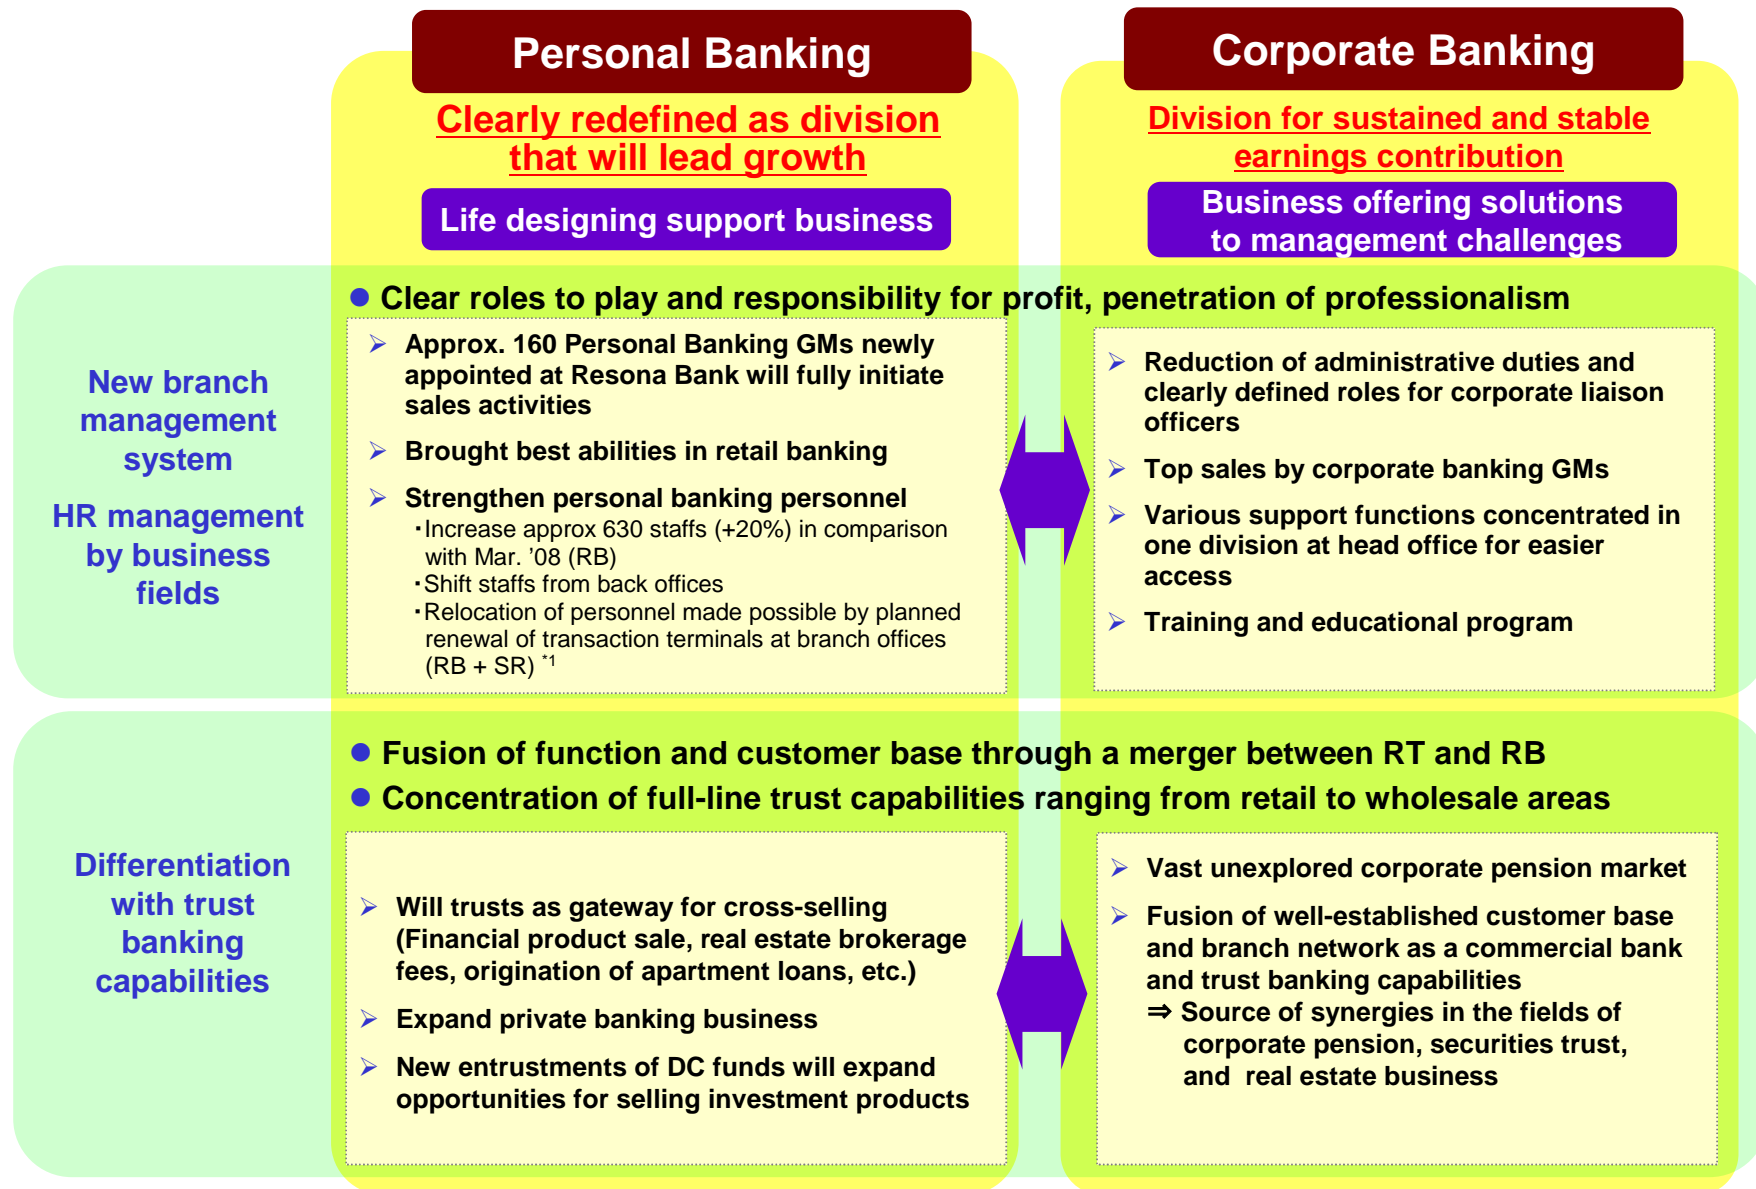 Personal Banking
Clearly redefined as division
that will lead growth
Life designing support business
Corporate Banking
Division for sustained and stable
earnings contribution
Business offering solutions
to management challenges
New branch
management
system
HR management
by business
fields
● Clear roles to play and responsibility for profit, penetration of professionalism
➢ Approx. 160 Personal Banking GMs newly
appointed at Resona Bank will fully initiate
sales activities
➢ Brought best abilities in retail banking
➢ Strengthen personal banking personnel
・Increase approx 630 staffs (+20%) in comparison
with Mar. ’08 (RB)
・Shift staffs from back offices
・Relocation of personnel made possible by planned
renewal of transaction terminals at branch offices
(RB + SR) *1
➢ Reduction of administrative duties and
clearly defined roles for corporate liaison
officers
➢ Top sales by corporate banking GMs
➢ Various support functions concentrated in
one division at head office for easier
access
➢ Training and educational program
Differentiation
with trust
banking
capabilities
● Fusion of function and customer base through a merger between RT and RB
● Concentration of full-line trust capabilities ranging from retail to wholesale areas
➢ Will trusts as gateway for cross-selling
(Financial product sale, real estate brokerage
fees, origination of apartment loans, etc.)
➢ Expand private banking business
➢ New entrustments of DC funds will expand
opportunities for selling investment products
➢ Vast unexplored corporate pension market
➢ Fusion of well-established customer base
and branch network as a commercial bank
and trust banking capabilities
⇒ Source of synergies in the fields of
corporate pension, securities trust,
and real estate business